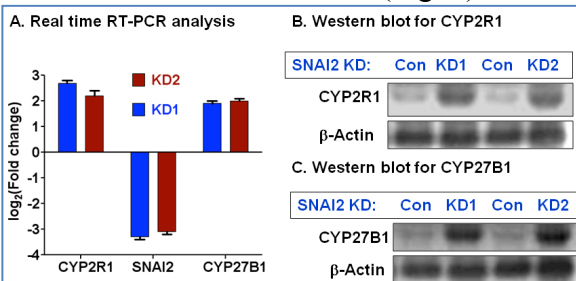 A. Real time RT-PCR analysis
log₂(Fold change)
3
2
1
0
-1
-2
-3
-4
KD2
KD1
CYP2R1 SNAI2 CYP27B1
B. Western blot for CYP2R1
SNAI2 KD: Con KD1 Con KD2
CYP2R1
β-Actin
C. Western blot for CYP27B1
SNAI2 KD: Con KD1 Con KD2
CYP27B1
β-Actin